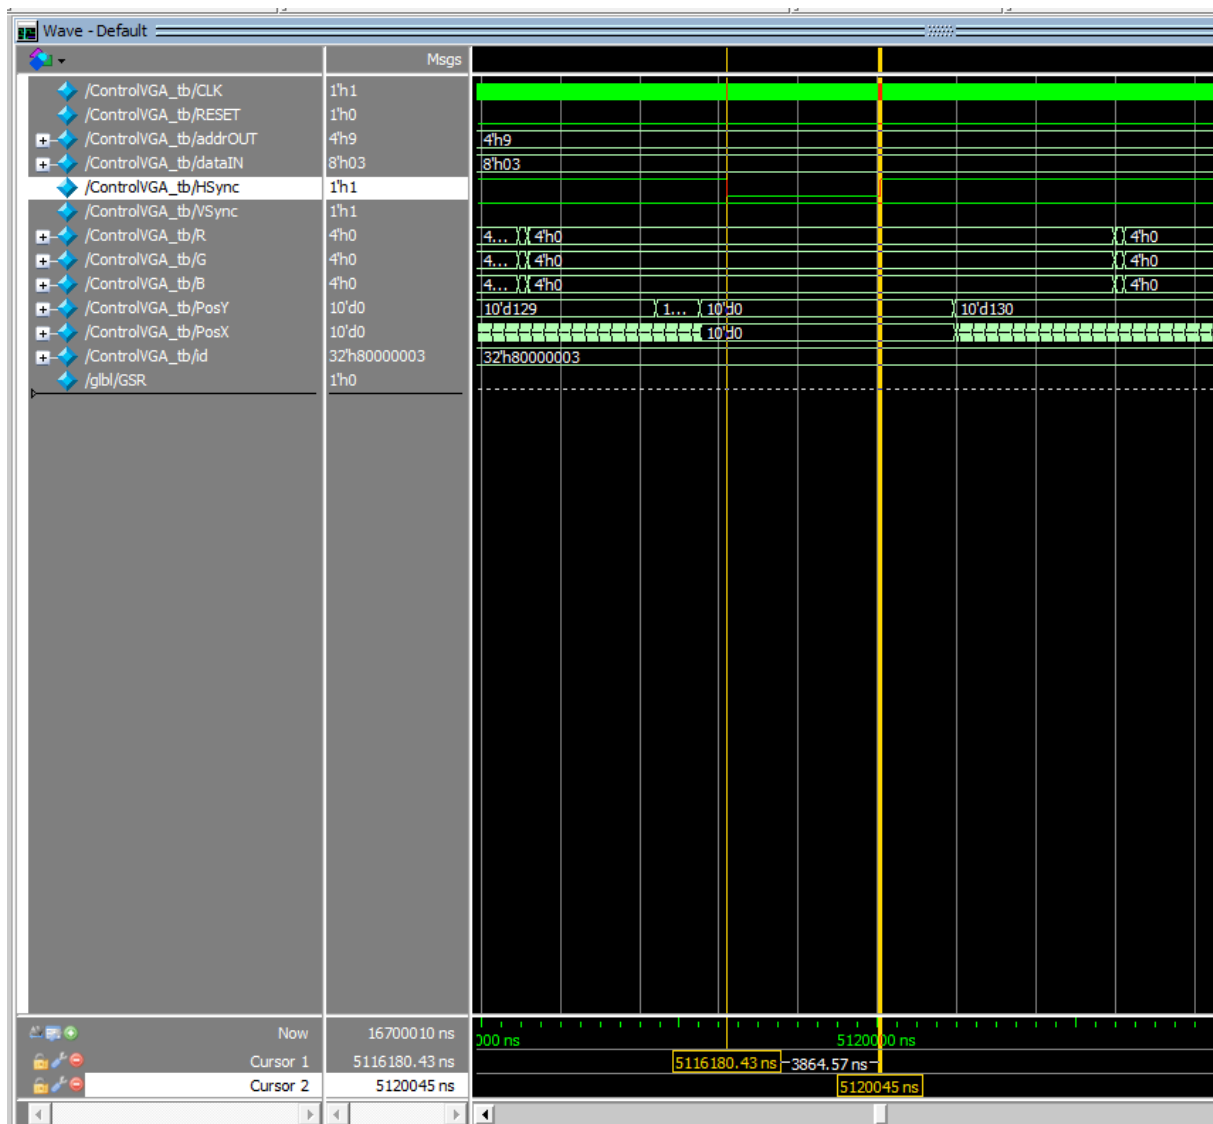 Wave - Default
Msgs
/ControlVGA_tb/CLK 1'h1
/ControlVGA_tb/RESET 1'h0
/ControlVGA_tb/addrOUT 4'h9 4'h9
/ControlVGA_tb/dataIN 8'h03 8'h03
/ControlVGA_tb/HSync 1'h1
/ControlVGA_tb/VSync 1'h1
/ControlVGA_tb/R 4'h0 4... 4'h0 4'h0
/ControlVGA_tb/G 4'h0 4... 4'h0 4'h0
/ControlVGA_tb/B 4'h0 4... 4'h0 4'h0
/ControlVGA_tb/PosY 10'd0 10'd129 1... 10'd0 10'd130
/ControlVGA_tb/PosX 10'd0 10'd0
/ControlVGA_tb/id 32'h80000003 32'h80000003
/glbl/GSR 1'h0
Now 16700010 ns 000 ns 5120000 ns
Cursor 1 5116180.43 ns 5116180.43 ns 3864.57 ns
Cursor 2 5120045 ns 5120045 ns